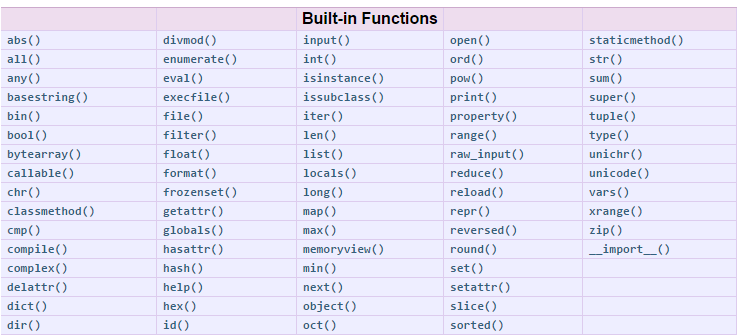 Built-in Functions
abs() divmod() input() open() staticmethod()
all() enumerate() int() ord() str()
any() eval() isinstance() pow() sum()
basestring() execfile() issubclass() print() super()
bin() file() iter() property() tuple()
bool() filter() len() range() type()
bytearray() float() list() raw_input() unichr()
callable() format() locals() reduce() unicode()
chr() frozenset() long() reload() vars()
classmethod() getattr() map() repr() xrange()
cmp() globals() max() reversed() zip()
compile() hasattr() memoryview() round() __import__()
complex() hash() min() set()
delattr() help() next() setattr()
dict() hex() object() slice()
dir() id() oct() sorted()